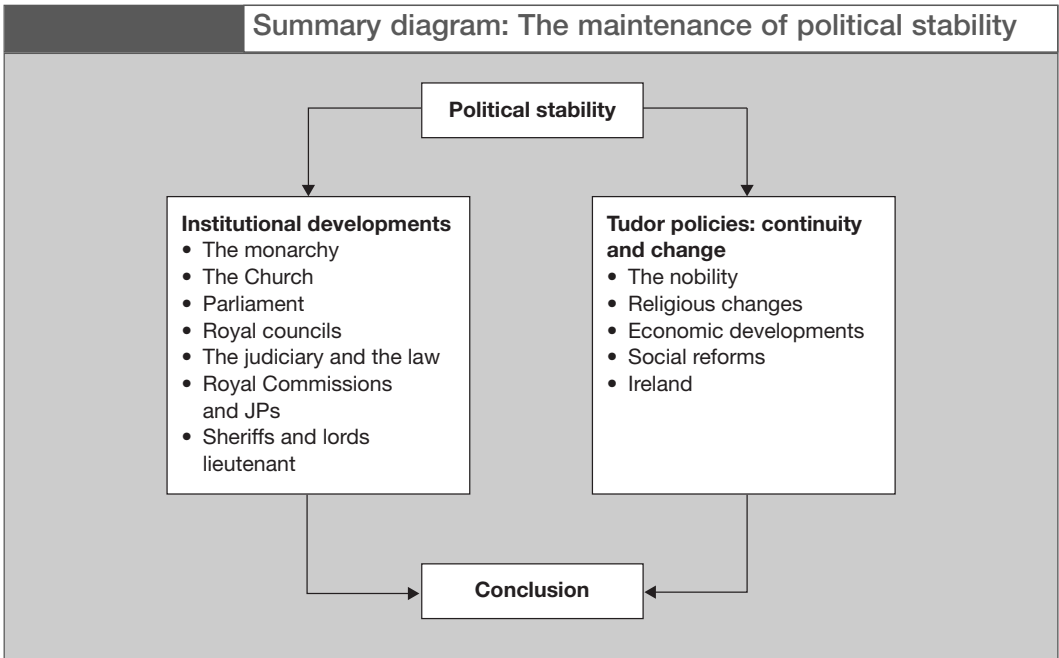 Summary diagram: The maintenance of political stability
Political stability
Institutional developments
• The monarchy
• The Church
• Parliament
• Royal councils
• The judiciary and the law
• Royal Commissions
and JPs
• Sheriffs and lords
lieutenant
Tudor policies: continuity
and change
• The nobility
• Religious changes
• Economic developments
• Social reforms
• Ireland
Conclusion